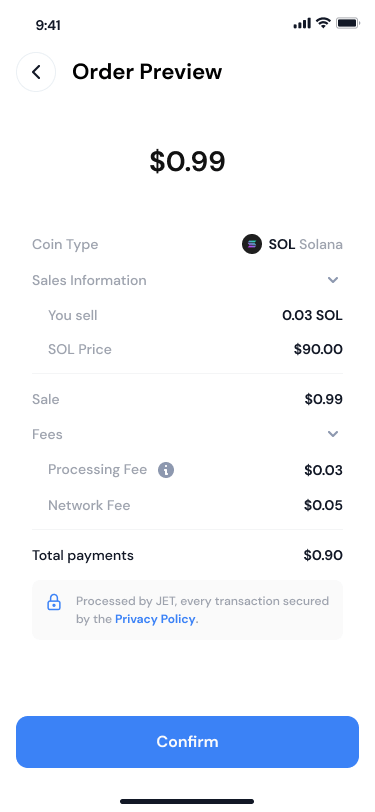 9:41
Order Preview
$0.99
Coin Type SOL Solana
Sales Information
You sell 0.03 SOL
SOL Price $90.00
Sale $0.99
Fees
Processing Fee $0.03
Network Fee $0.05
Total payments $0.90
Processed by JET, every transaction secured
by the Privacy Policy.
Confirm